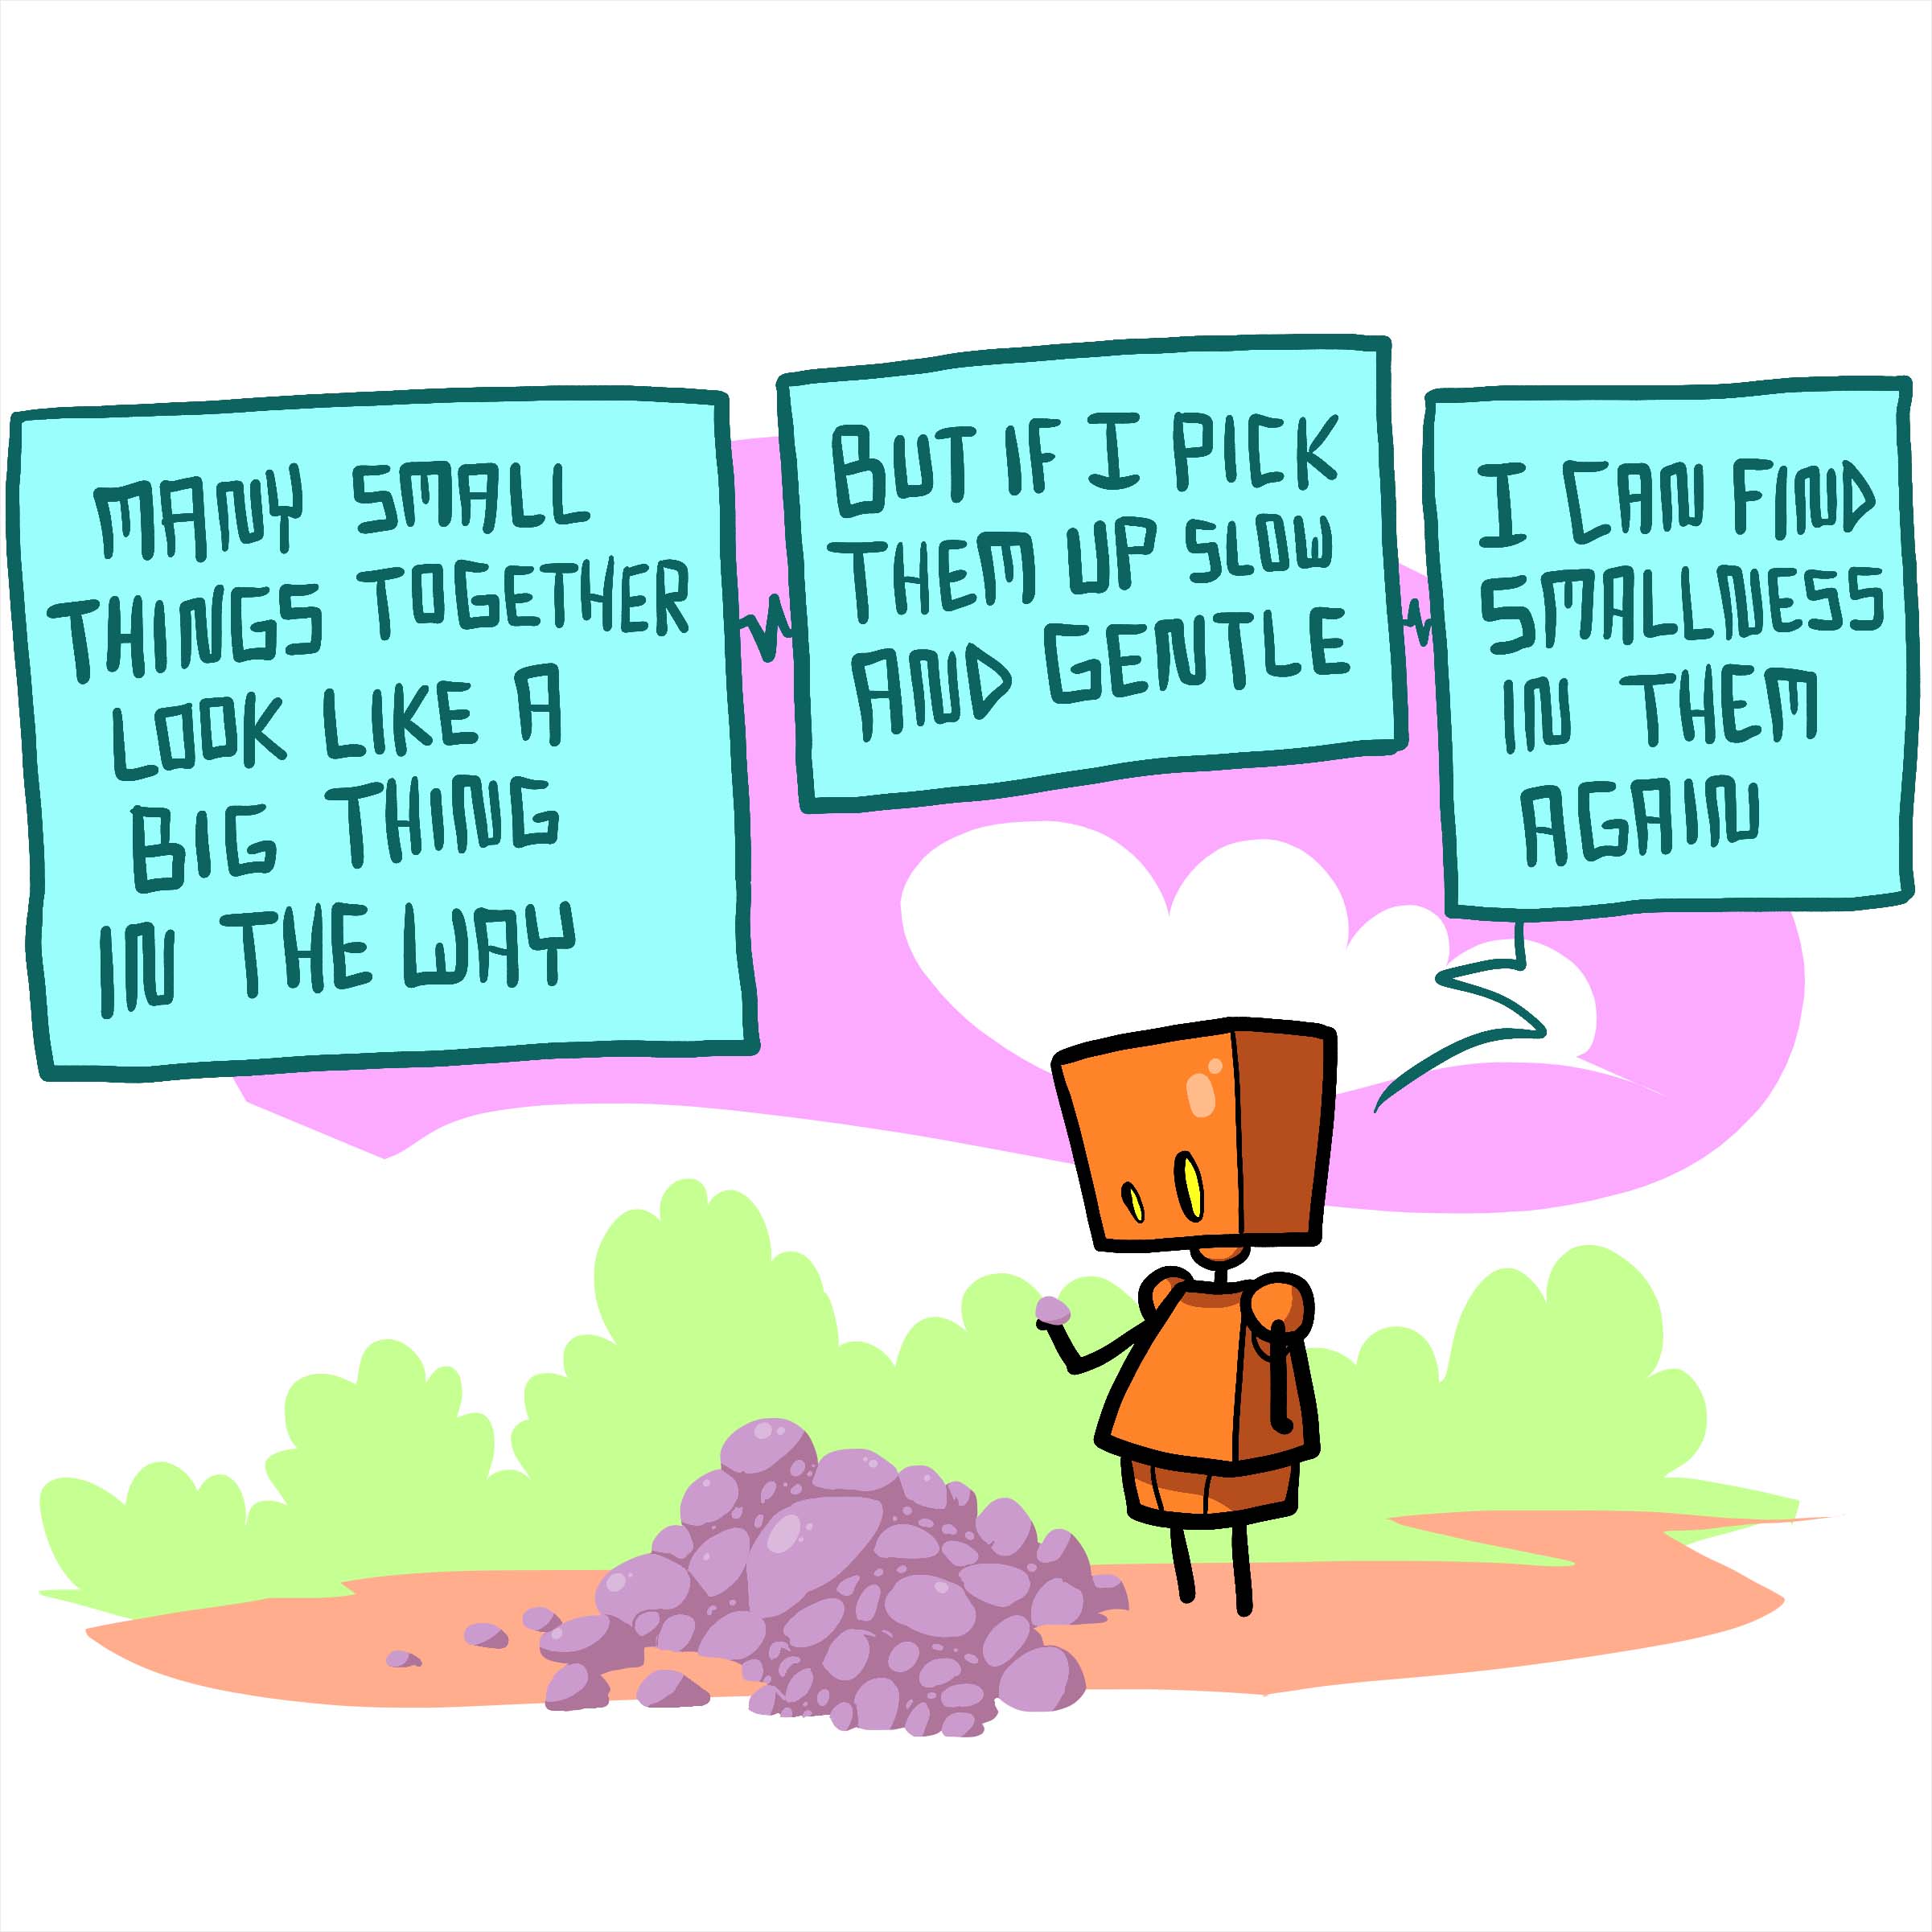 MANY SMALL
THINGS TOGETHER
LOOK LIKE A
BIG THING
IN THE WAY
BUT IF I PICK
THEM UP SLOW
AND GENTLE
I CAN FIND
SMALLNESS
IN THEM
AGAIN